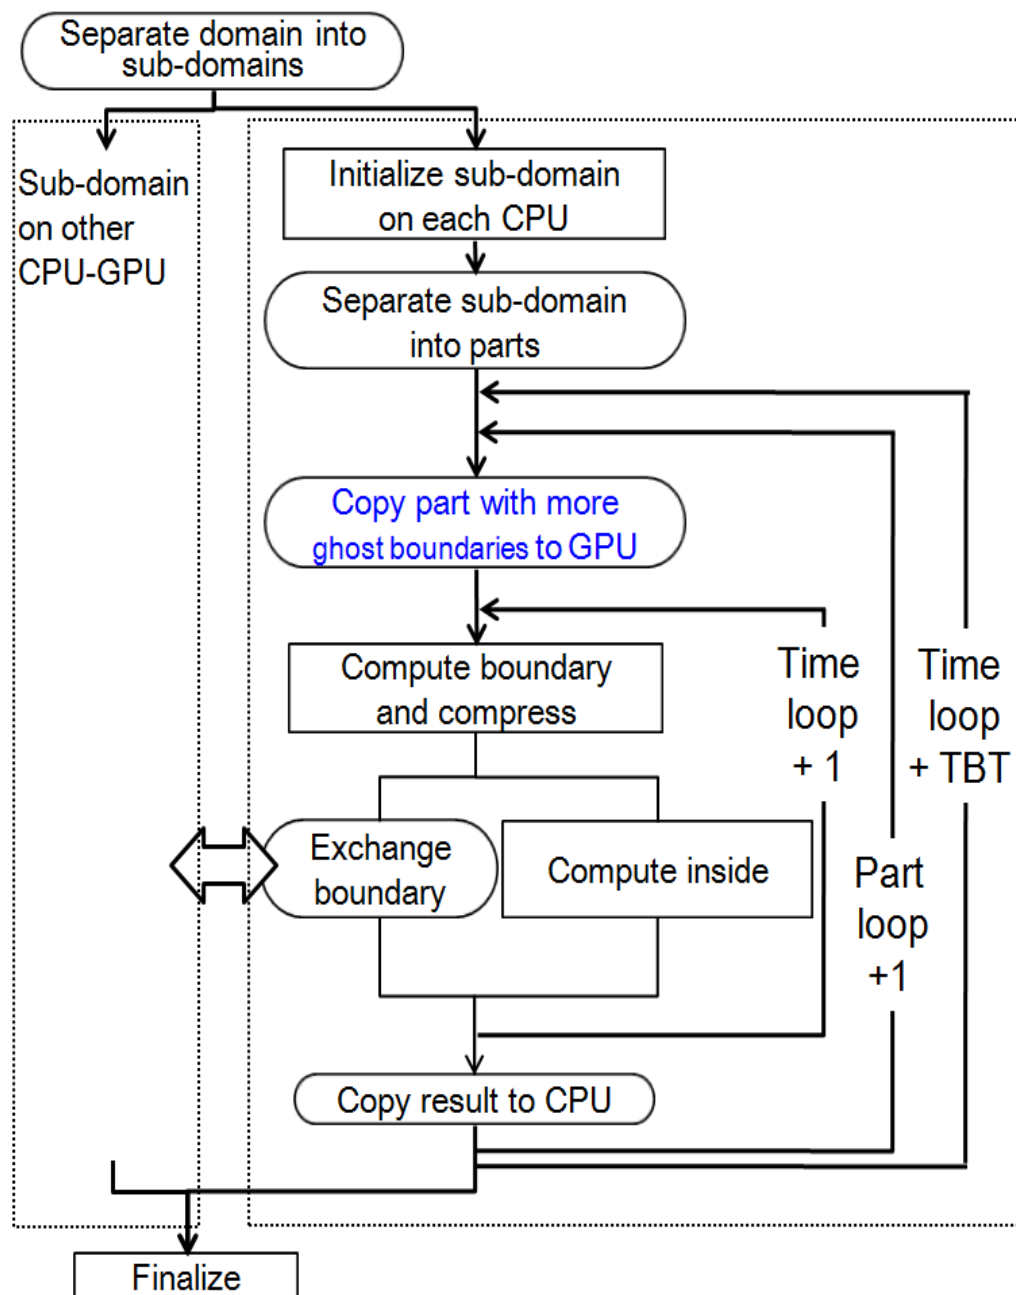 Separate domain into
sub-domains
Sub-domain
on other
CPU-GPU
Initialize sub-domain
on each CPU
Separate sub-domain
into parts
Copy part with more
ghost boundaries to GPU
Compute boundary
and compress
Exchange
boundary
Compute inside
Time
loop
+ 1
Part
loop
+1
Time
loop
+ TBT
Copy result to CPU
Finalize